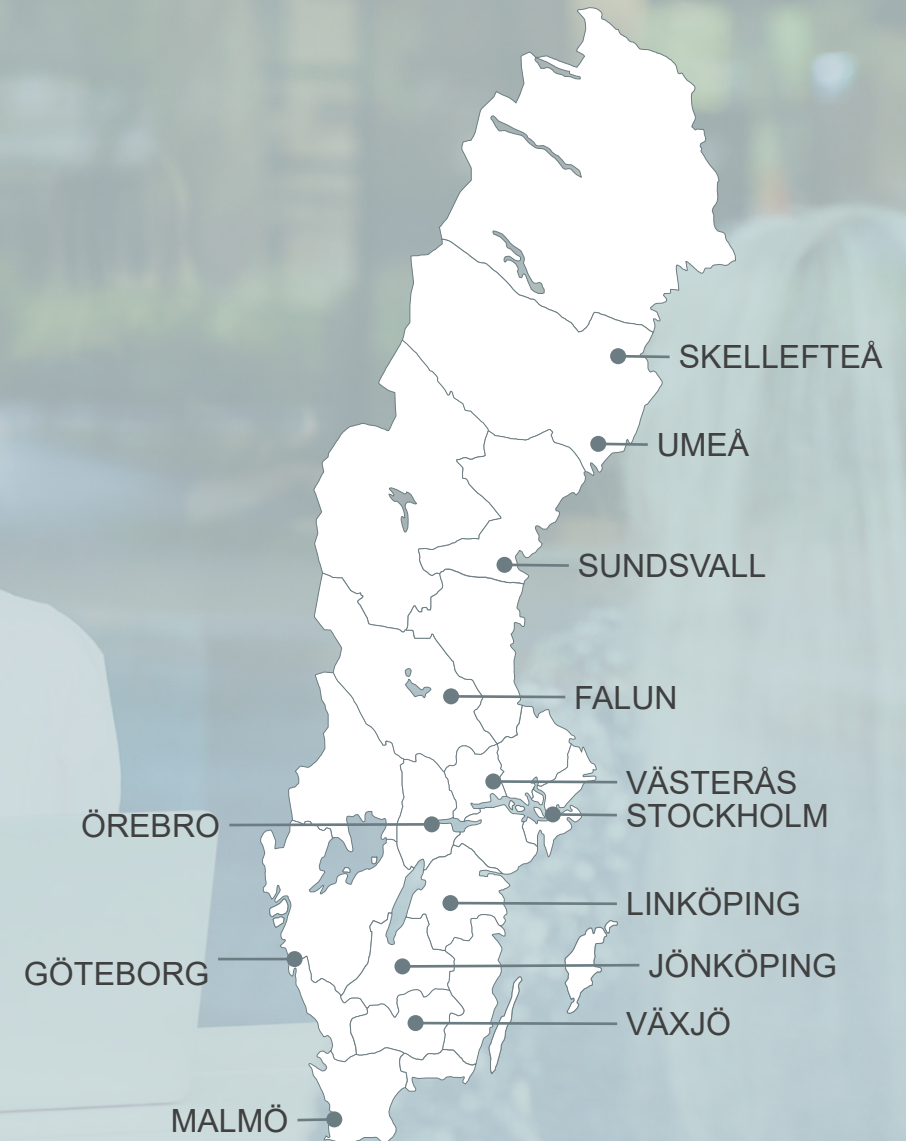 SKELLEFTEÅ
UMEÅ
SUNDSVALL
FALUN
VÄSTERÅS
STOCKHOLM
ÖREBRO
LINKÖPING
JÖNKÖPING
GÖTEBORG
VÄXJÖ
MALMÖ